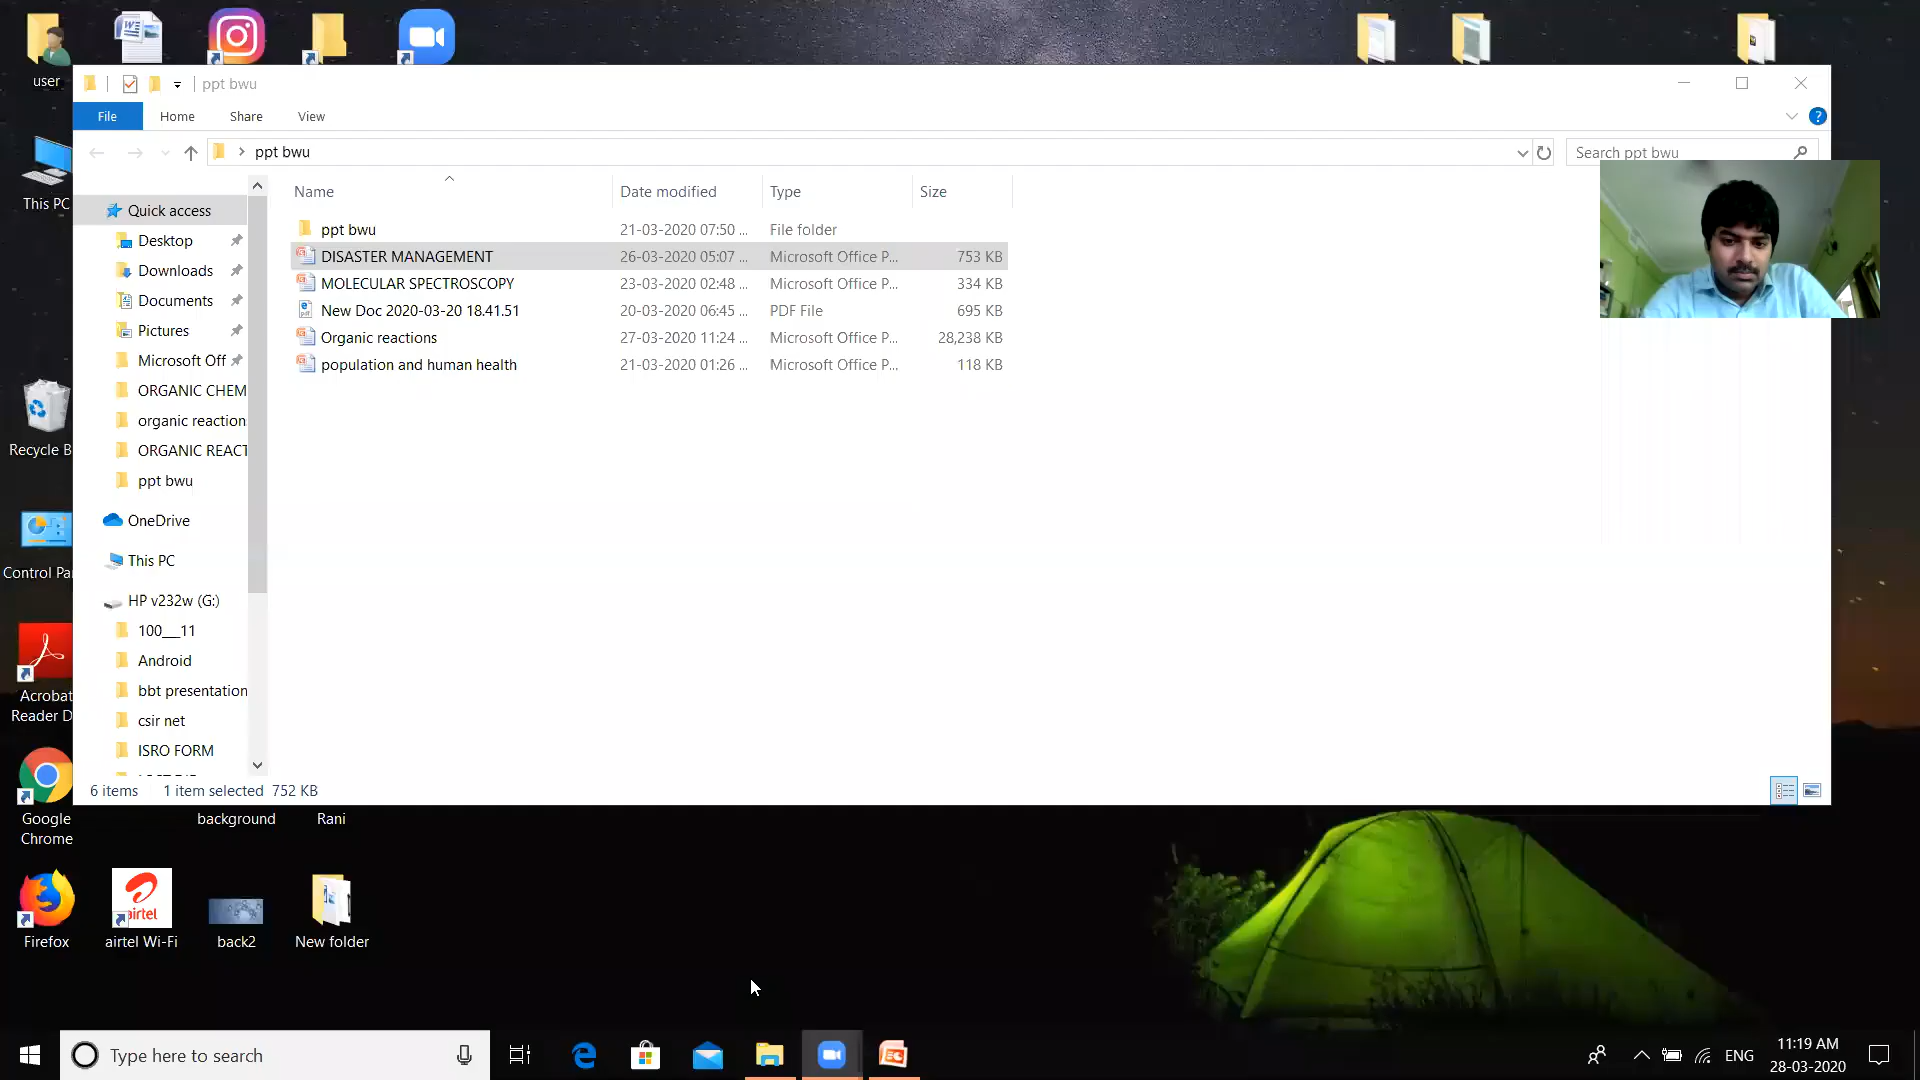 user
ppt bwu
File Home Share View
ppt bwu
Search ppt bwu
This PC
Name Date modified Type Size
Quick access
Desktop
Downloads
Documents
Pictures
Microsoft Off
ORGANIC CHEM
organic reaction
ORGANIC REACT
ppt bwu
OneDrive
This PC
HP v232w (G:)
100__11
Android
bbt presentation
csir net
ISRO FORM
ppt bwu 21-03-2020 07:50 ... File folder
DISASTER MANAGEMENT 26-03-2020 05:07 ... Microsoft Office P... 753 KB
MOLECULAR SPECTROSCOPY 23-03-2020 02:48 ... Microsoft Office P... 334 KB
New Doc 2020-03-20 18.41.51 20-03-2020 06:45 ... PDF File 695 KB
Organic reactions 27-03-2020 11:24 ... Microsoft Office P... 28,238 KB
population and human health 21-03-2020 01:26 ... Microsoft Office P... 118 KB
6 items 1 item selected 752 KB
Recycle B
Control Pa
Acrobat
Reader D
Google
Chrome
background
Rani
airtel
Firefox
airtel Wi-Fi
back2
New folder
Type here to search
ENG
11:19 AM
28-03-2020